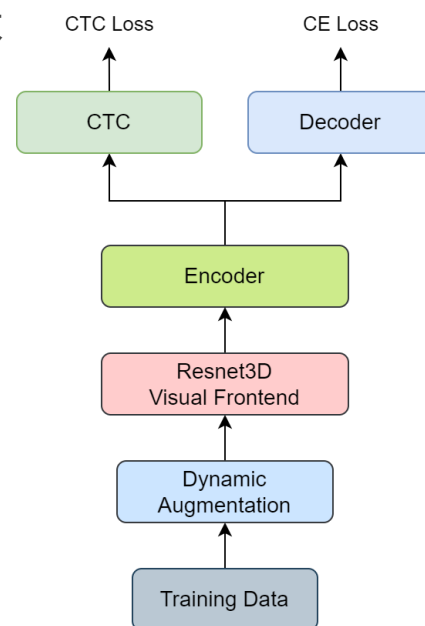 CTC Loss
CE Loss
CTC
Decoder
Encoder
Resnet3D
Visual Frontend
Dynamic
Augmentation
Training Data